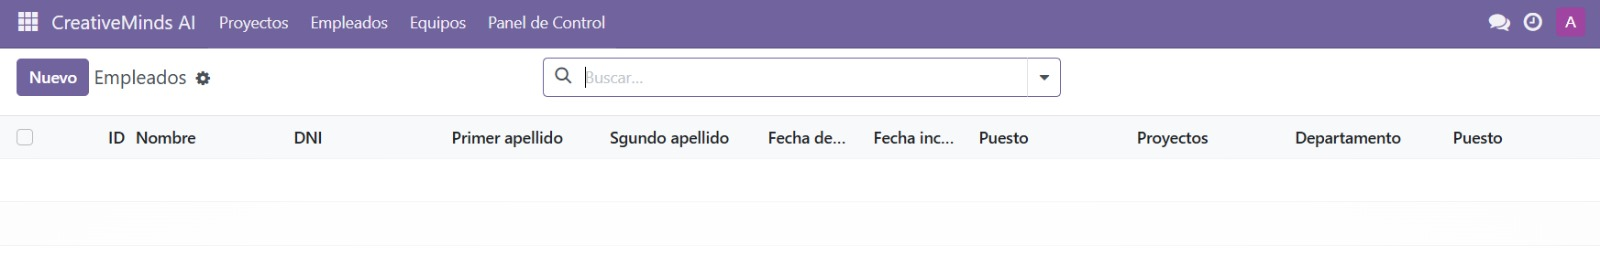 CreativeMinds AI Proyectos Empleados Equipos Panel de Control A
Nuevo Empleados Buscar...
ID Nombre DNI Primer apellido Sgundo apellido Fecha de... Fecha inc... Puesto Proyectos Departamento Puesto